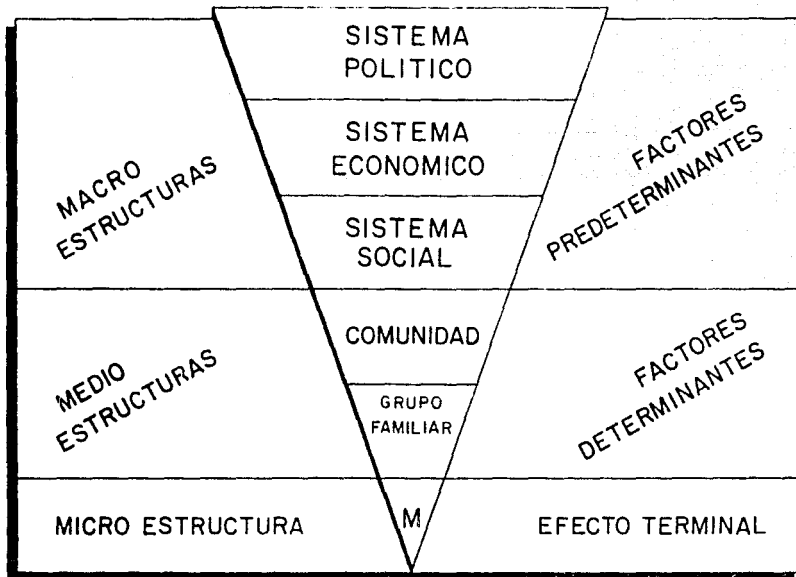 SISTEMA
POLITICO
SISTEMA
ECONOMICO
SISTEMA
SOCIAL
MACRO
ESTRUCTURAS
FACTORES
PREDETERMINANTES
COMUNIDAD
GRUPO
FAMILIAR
MEDIO
ESTRUCTURAS
FACTORES
DETERMINANTES
MICRO ESTRUCTURA
M
EFECTO TERMINAL